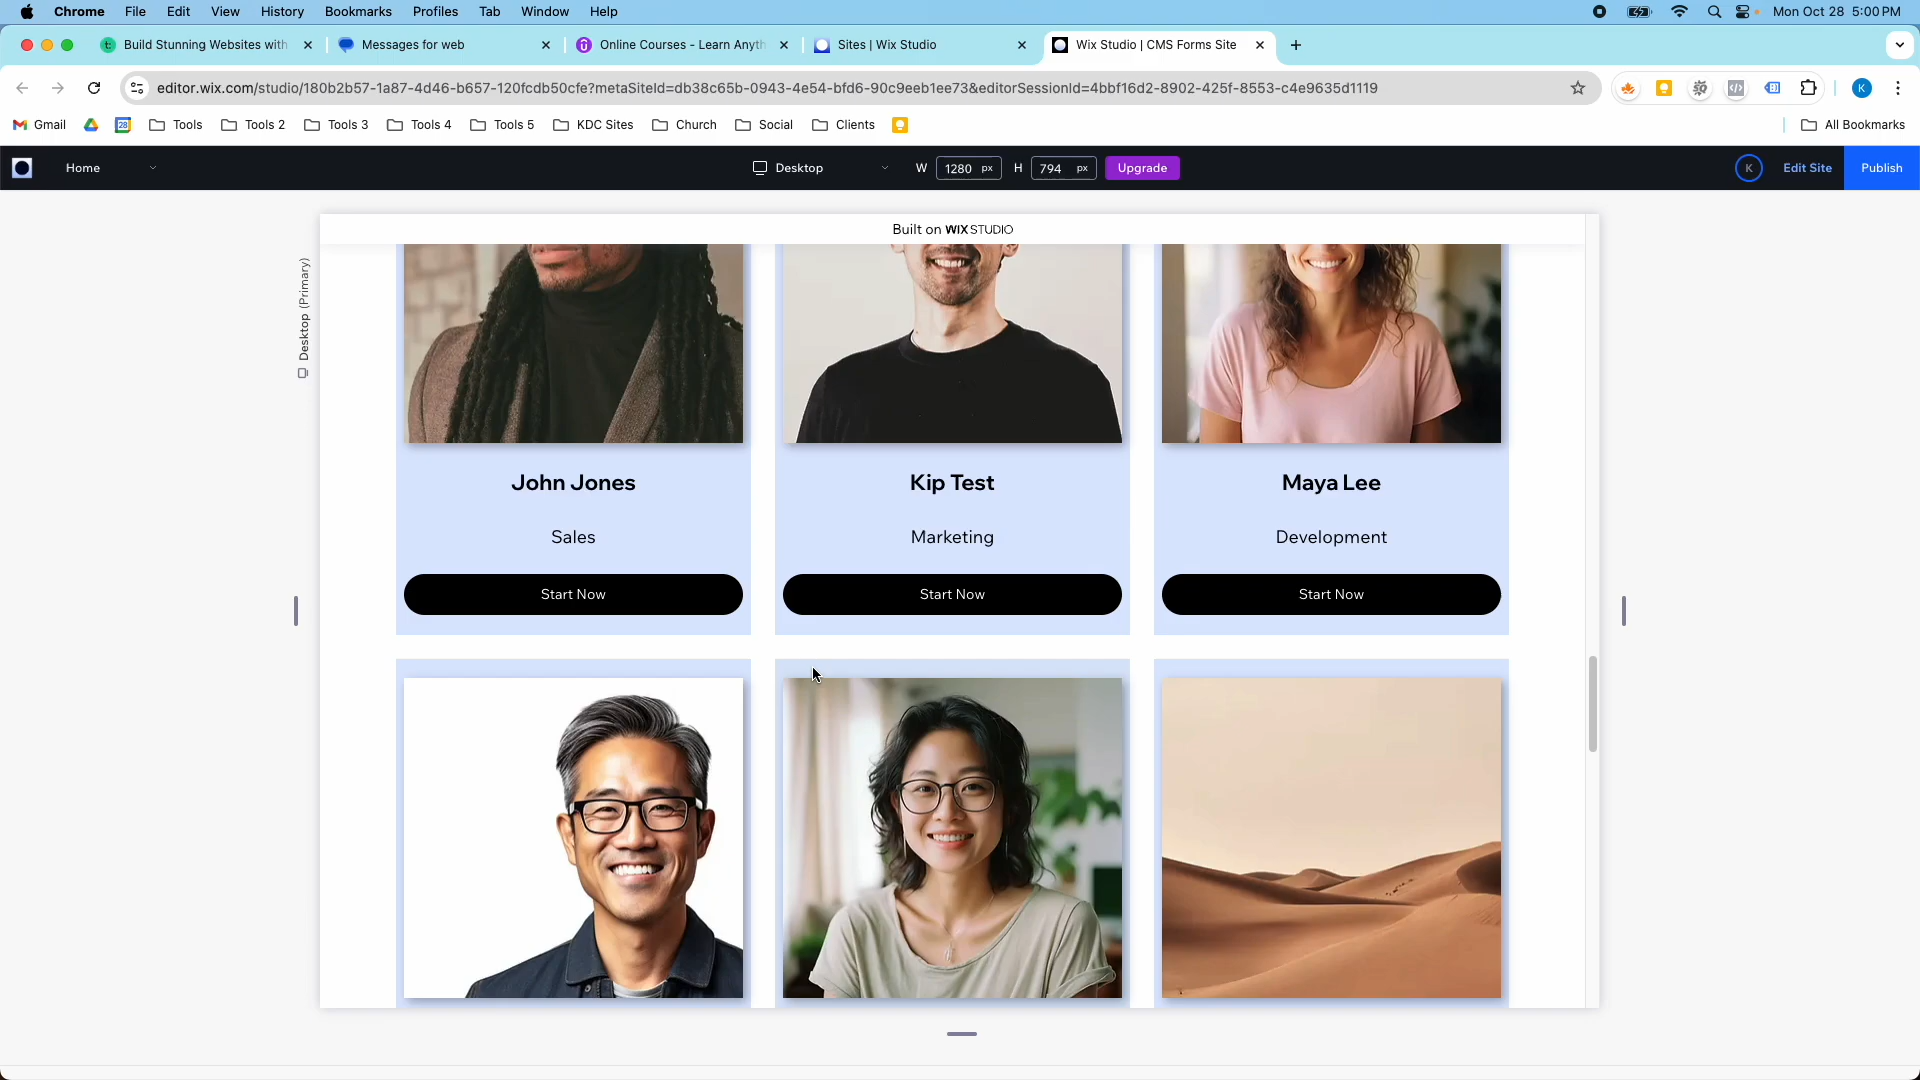 Chrome File Edit View History Bookmarks Profiles Tab Window Help Mon Oct 28 5:00 PM
Build Stunning Websites with Messages for web Online Courses - Learn Anyth Sites | Wix Studio Wix Studio | CMS Forms Site
editor.wix.com/studio/180b2b57-1a87-4d46-b657-120fcdb50cfe?metaSiteId=db38c65b-0943-4e54-bfd6-90c9eeb1ee73&editorSessionId=4bbf16d2-8902-425f-8553-c4e9635d1119 K
Gmail 28 Tools Tools 2 Tools 3 Tools 4 Tools 5 KDC Sites Church Social Clients All Bookmarks
Home Desktop W 1280 px H 794 px Upgrade K Edit Site Publish
Built on WIX STUDIO
Desktop (Primary)
John Jones Kip Test Maya Lee
Sales Marketing Development
Start Now Start Now Start Now